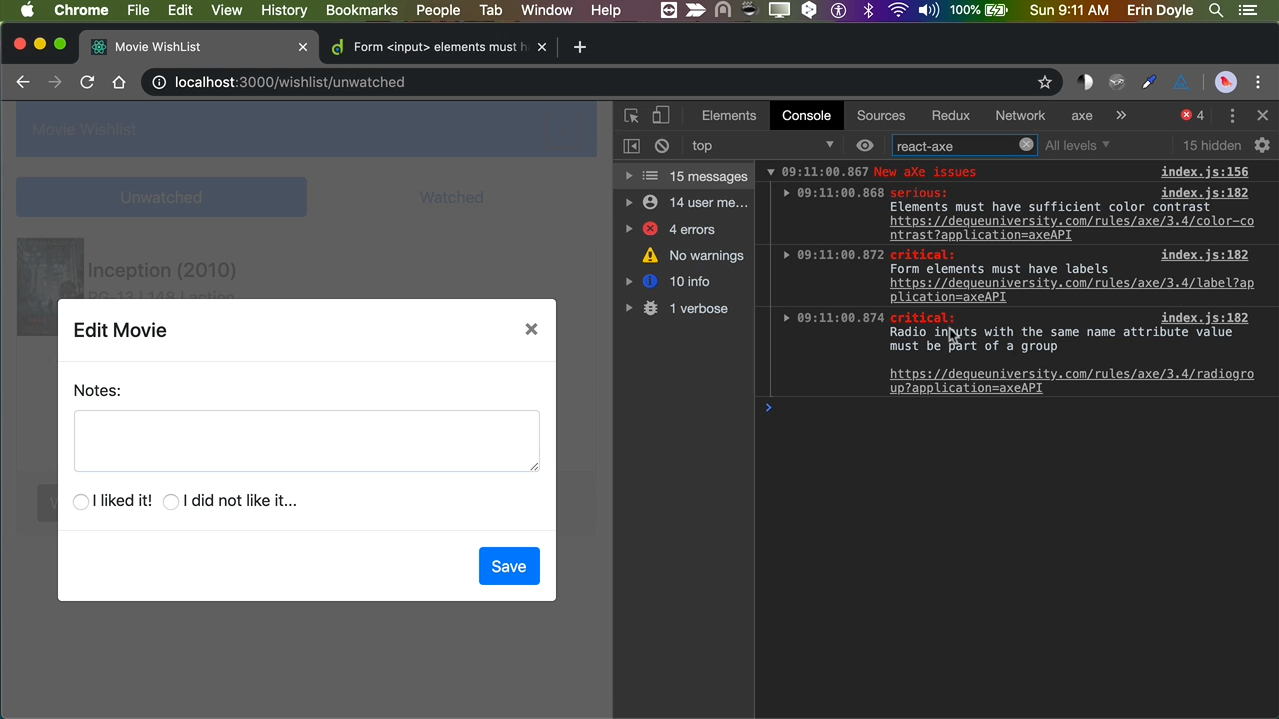 Chrome File Edit View History Bookmarks People Tab Window Help 100% Sun 9:11 AM Erin Doyle
Movie WishList
Form <input> elements must h
localhost:3000/wishlist/unwatched
Movie Wishlist
Unwatched Watched
Inception (2010)
PG-13 | 148 | action
Edit Movie ×
Notes:
I liked it! I did not like it...
Save
Elements Console Sources Redux Network axe » 4
top react-axe All levels 15 hidden
15 messages
14 user me...
4 errors
No warnings
10 info
1 verbose
09:11:00.867 New aXe issues index.js:156
09:11:00.868 serious: index.js:182
Elements must have sufficient color contrast
https://dequeuniversity.com/rules/axe/3.4/color-co
ntrast?application=axeAPI
09:11:00.872 critical: index.js:182
Form elements must have labels
https://dequeuniversity.com/rules/axe/3.4/label?ap
plication=axeAPI
09:11:00.874 critical: index.js:182
Radio inputs with the same name attribute value
must be part of a group
https://dequeuniversity.com/rules/axe/3.4/radiogro
up?application=axeAPI